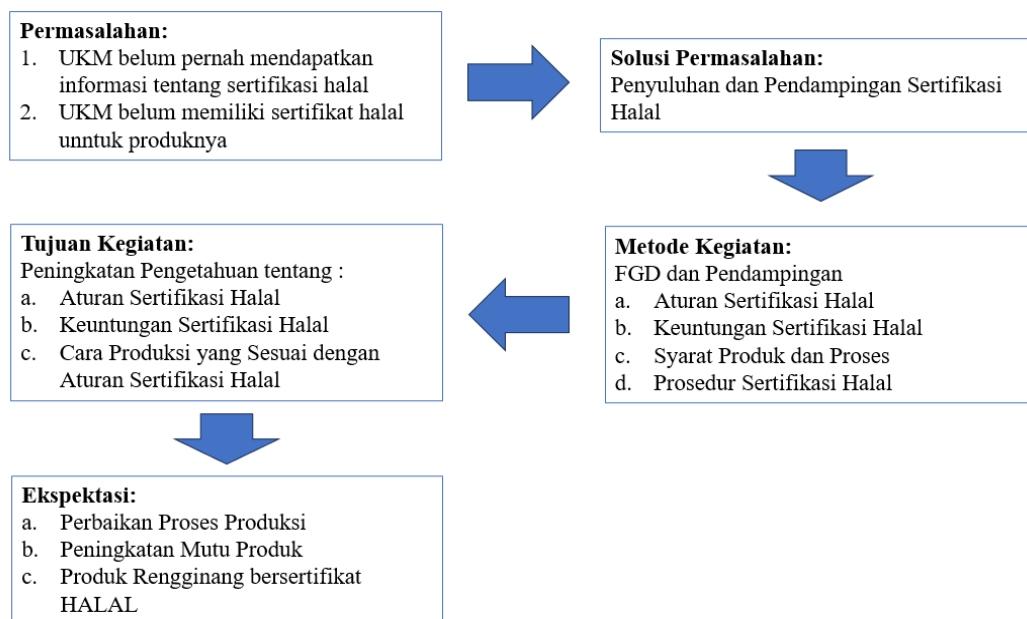 Permasalahan:
1. UKM belum pernah mendapatkan
informasi tentang sertifikasi halal
2. UKM belum memiliki sertifikat halal
unntuk produknya
Solusi Permasalahan:
Penyuluhan dan Pendampingan Sertifikasi
Halal
Metode Kegiatan:
FGD dan Pendampingan
a. Aturan Sertifikasi Halal
b. Keuntungan Sertifikasi Halal
c. Syarat Produk dan Proses
d. Prosedur Sertifikasi Halal
Tujuan Kegiatan:
Peningkatan Pengetahuan tentang :
a. Aturan Sertifikasi Halal
b. Keuntungan Sertifikasi Halal
c. Cara Produksi yang Sesuai dengan
Aturan Sertifikasi Halal
Ekspektasi:
a. Perbaikan Proses Produksi
b. Peningkatan Mutu Produk
c. Produk Rengginang bersertifikat
HALAL